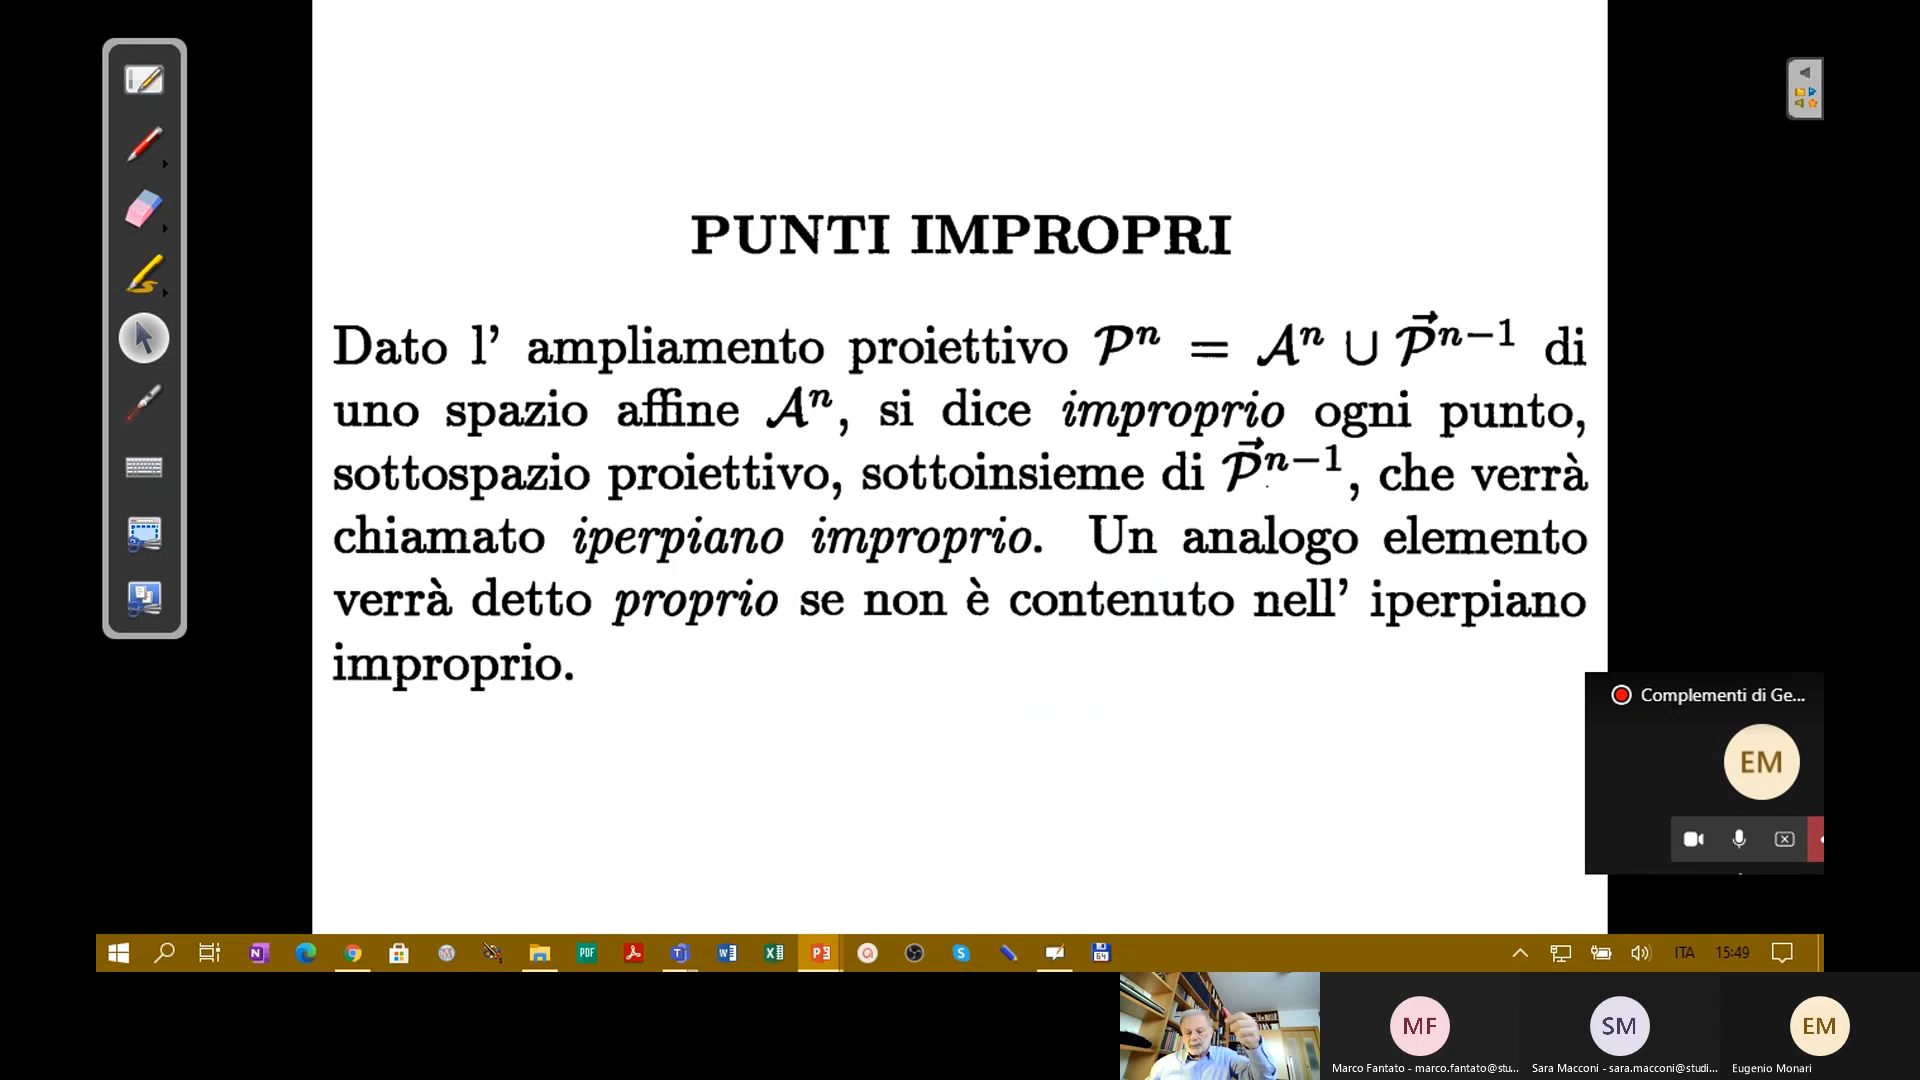 PUNTI IMPROPRI
Dato l' ampliamento proiettivo 𝒫ⁿ = 𝒜ⁿ ∪ 𝒫⃗ⁿ⁻¹ di
uno spazio affine 𝒜ⁿ, si dice improprio ogni punto,
sottospazio proiettivo, sottoinsieme di 𝒫⃗ⁿ⁻¹, che verrà
chiamato iperpiano improprio. Un analogo elemento
verrà detto proprio se non è contenuto nell' iperpiano
improprio.
Complementi di Ge...
EM
ITA 15:49
MF
SM
EM
Marco Fantato - marco.fantato@stu...
Sara Macconi - sara.macconi@studi...
Eugenio Monari